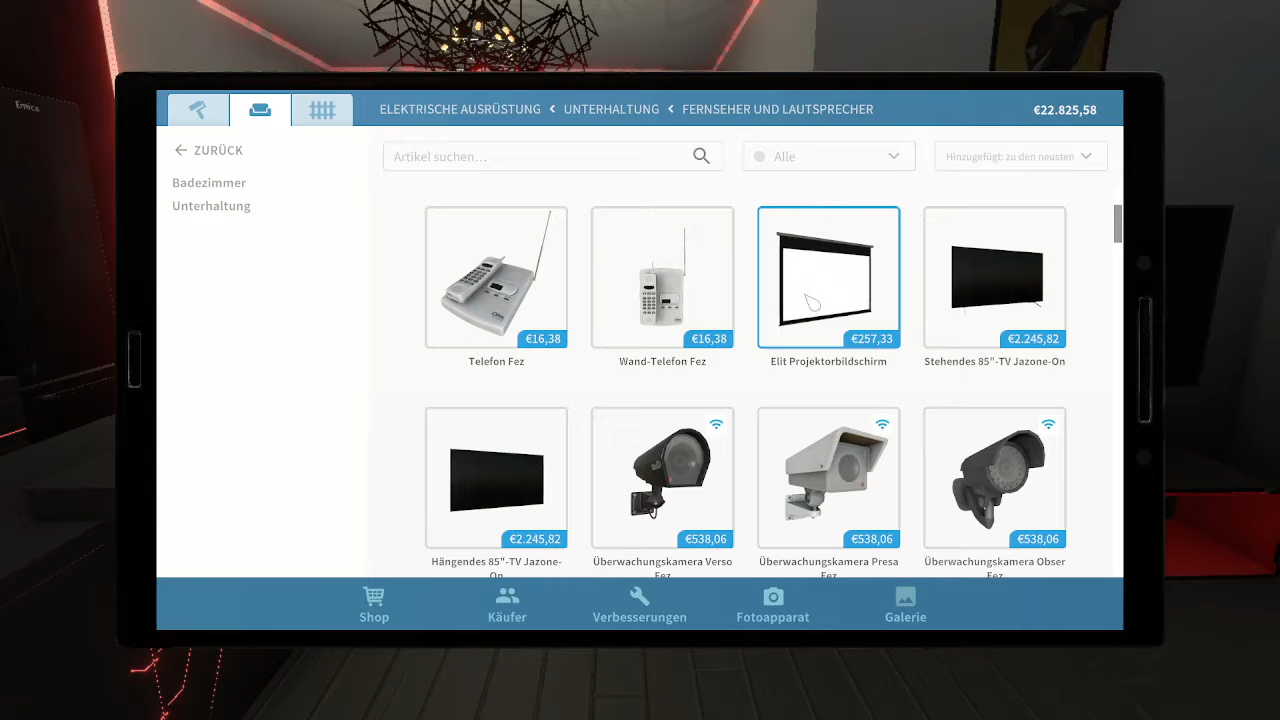 Emica
ELEKTRISCHE AUSRÜSTUNG < UNTERHALTUNG < FERNSEHER UND LAUTSPRECHER
€22.825,58
ZURÜCK
Artikel suchen...
Alle
Hinzugefügt: zu den neusten
Badezimmer
Unterhaltung
€16,38
€16,38
€257,33
€2.245,82
Telefon Fez
Wand-Telefon Fez
Elit Projektorbildschirm
Stehendes 85"-TV Jazone-On
€2.245,82
€538,06
€538,06
€538,06
Hängendes 85"-TV Jazone-
On
Überwachungskamera Verso
Fez
Überwachungskamera Presa
Fez
Überwachungskamera Obser
Fez
Shop
Käufer
Verbesserungen
Fotoapparat
Galerie